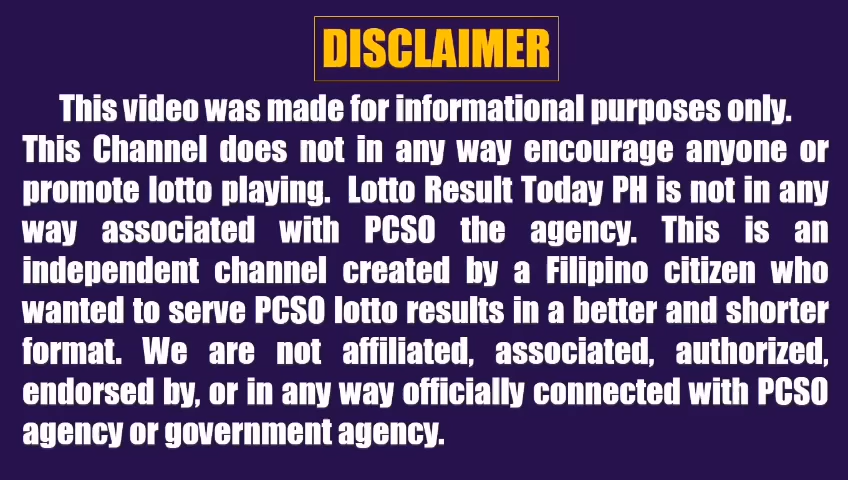 DISCLAIMER
This video was made for informational purposes only.
This Channel does not in any way encourage anyone or
promote lotto playing. Lotto Result Today PH is not in any
way associated with PCSO the agency. This is an
independent channel created by a Filipino citizen who
wanted to serve PCSO lotto results in a better and shorter
format. We are not affiliated, associated, authorized,
endorsed by, or in any way officially connected with PCSO
agency or government agency.